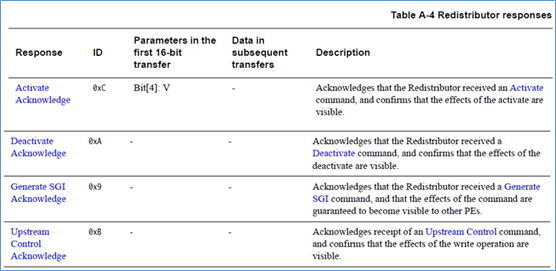 Table A-4 Redistributor responses
Response ID Parameters in the first 16-bit transfer Data in subsequent transfers Description
Activate Acknowledge 0xC Bit[4]: V - Acknowledges that the Redistributor received an Activate
command, and confirms that the effects of the activate are
visible.
Deactivate Acknowledge 0xA - - Acknowledges that the Redistributor received a
Deactivate command, and confirms that the effects of the
deactivate are visible.
Generate SGI Acknowledge 0x9 - - Acknowledges that the Redistributor received a Generate
SGI command, and that the effects of the command are
guaranteed to become visible to other PEs.
Upstream Control Acknowledge 0xB - - Acknowledges receipt of an Upstream Control command,
and confirms that the effects of the write operation are
visible.